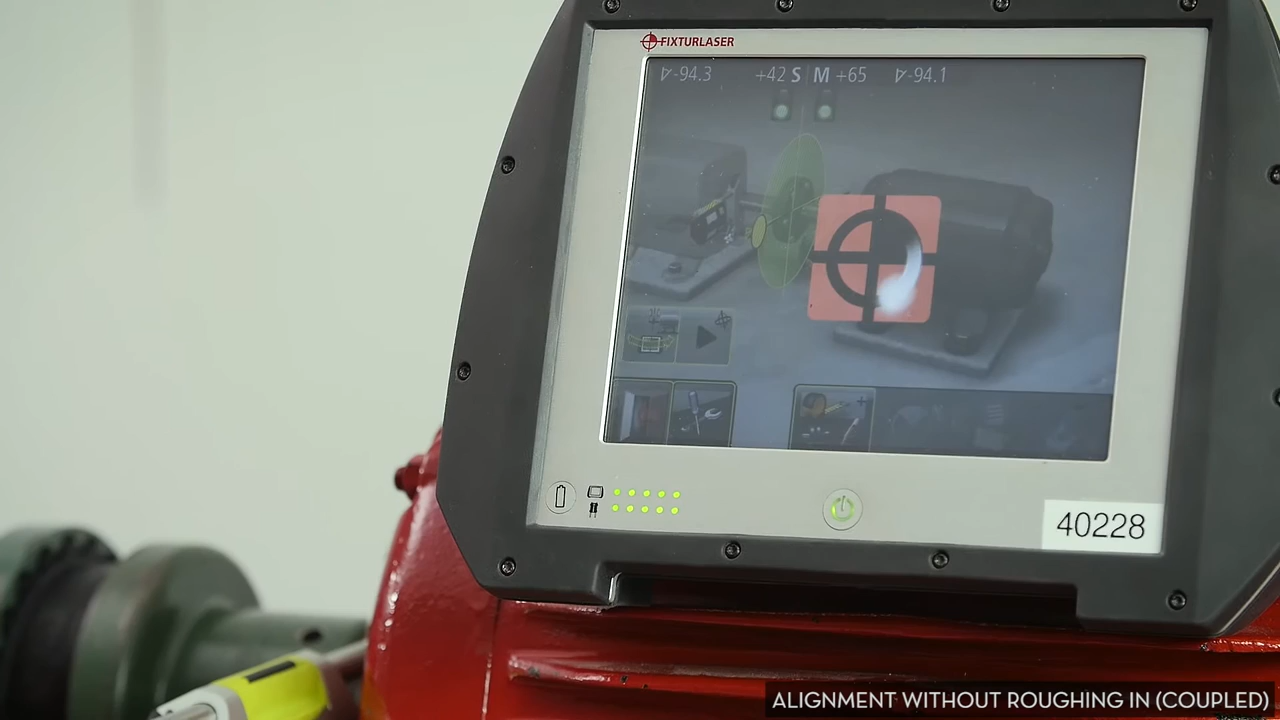 FIXTURLASER
-94.3 +42 S M +65 -94.1
40228
ALIGNMENT WITHOUT ROUGHING IN (COUPLED)